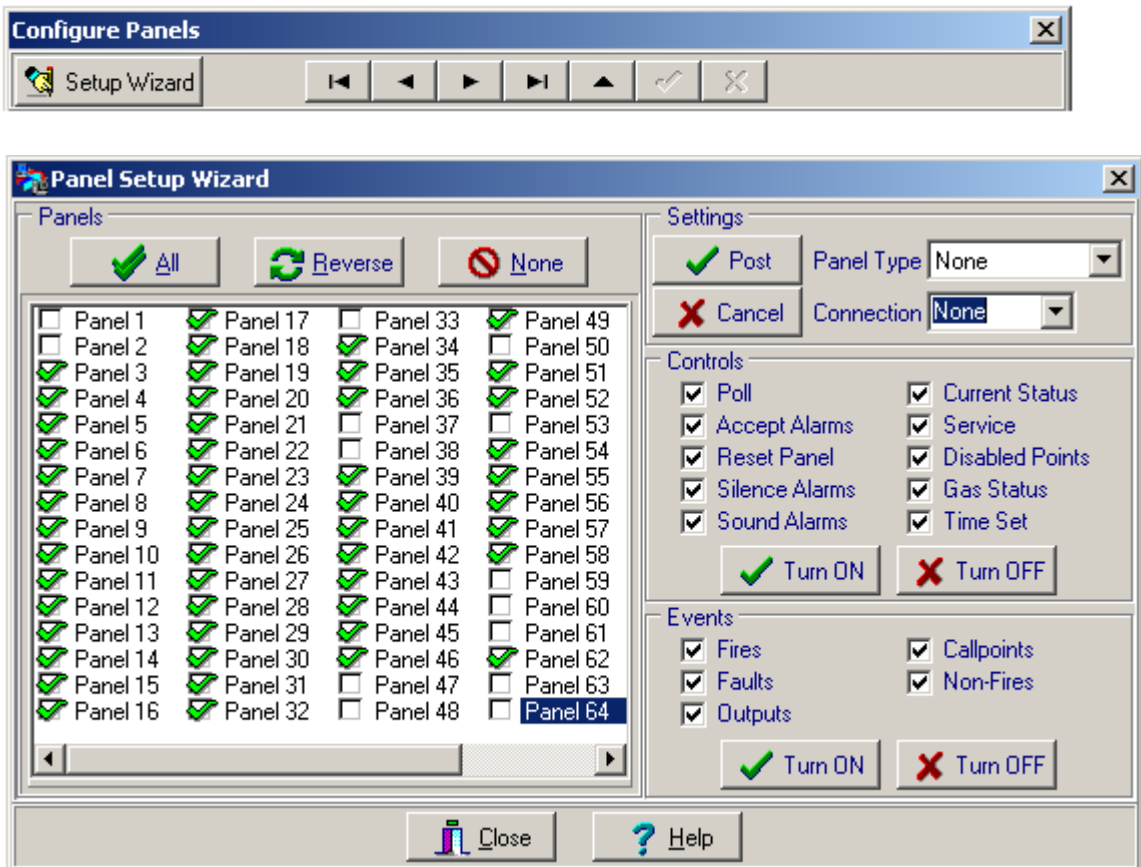 Configure Panels
Setup Wizard
Panel Setup Wizard
Panels
All Reverse None
Panel 1 Panel 17 Panel 33 Panel 49
Panel 2 Panel 18 Panel 34 Panel 50
Panel 3 Panel 19 Panel 35 Panel 51
Panel 4 Panel 20 Panel 36 Panel 52
Panel 5 Panel 21 Panel 37 Panel 53
Panel 6 Panel 22 Panel 38 Panel 54
Panel 7 Panel 23 Panel 39 Panel 55
Panel 8 Panel 24 Panel 40 Panel 56
Panel 9 Panel 25 Panel 41 Panel 57
Panel 10 Panel 26 Panel 42 Panel 58
Panel 11 Panel 27 Panel 43 Panel 59
Panel 12 Panel 28 Panel 44 Panel 60
Panel 13 Panel 29 Panel 45 Panel 61
Panel 14 Panel 30 Panel 46 Panel 62
Panel 15 Panel 31 Panel 47 Panel 63
Panel 16 Panel 32 Panel 48 Panel 64
Settings
Post Panel Type None
Cancel Connection None
Controls
Poll Current Status
Accept Alarms Service
Reset Panel Disabled Points
Silence Alarms Gas Status
Sound Alarms Time Set
Turn ON Turn OFF
Events
Fires Callpoints
Faults Non-Fires
Outputs
Turn ON Turn OFF
Close Help